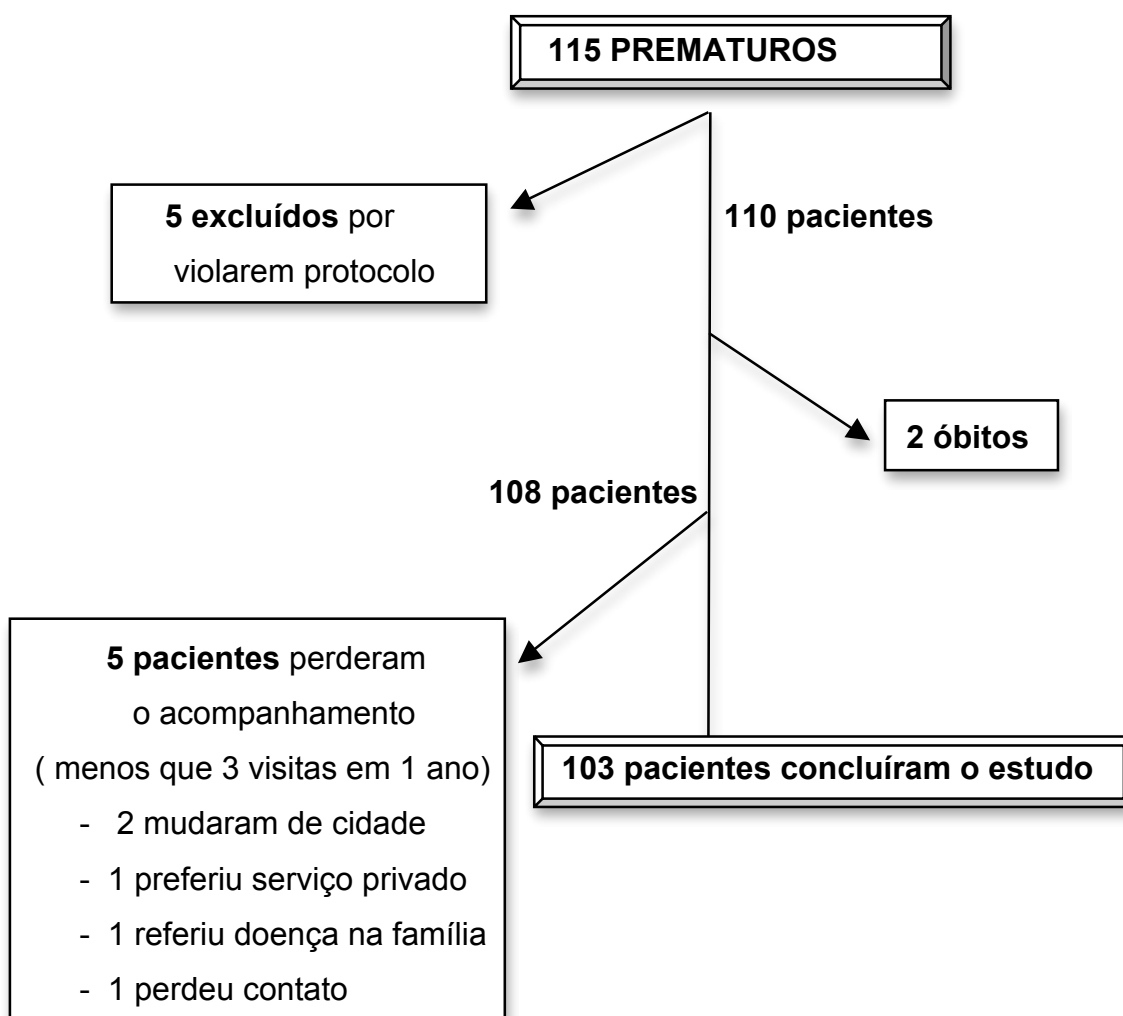 115 PREMATUROS
5 excluídos por
violarem protocolo
110 pacientes
2 óbitos
108 pacientes
5 pacientes perderam
o acompanhamento
( menos que 3 visitas em 1 ano)
- 2 mudaram de cidade
- 1 preferiu serviço privado
- 1 referiu doença na família
- 1 perdeu contato
103 pacientes concluíram o estudo